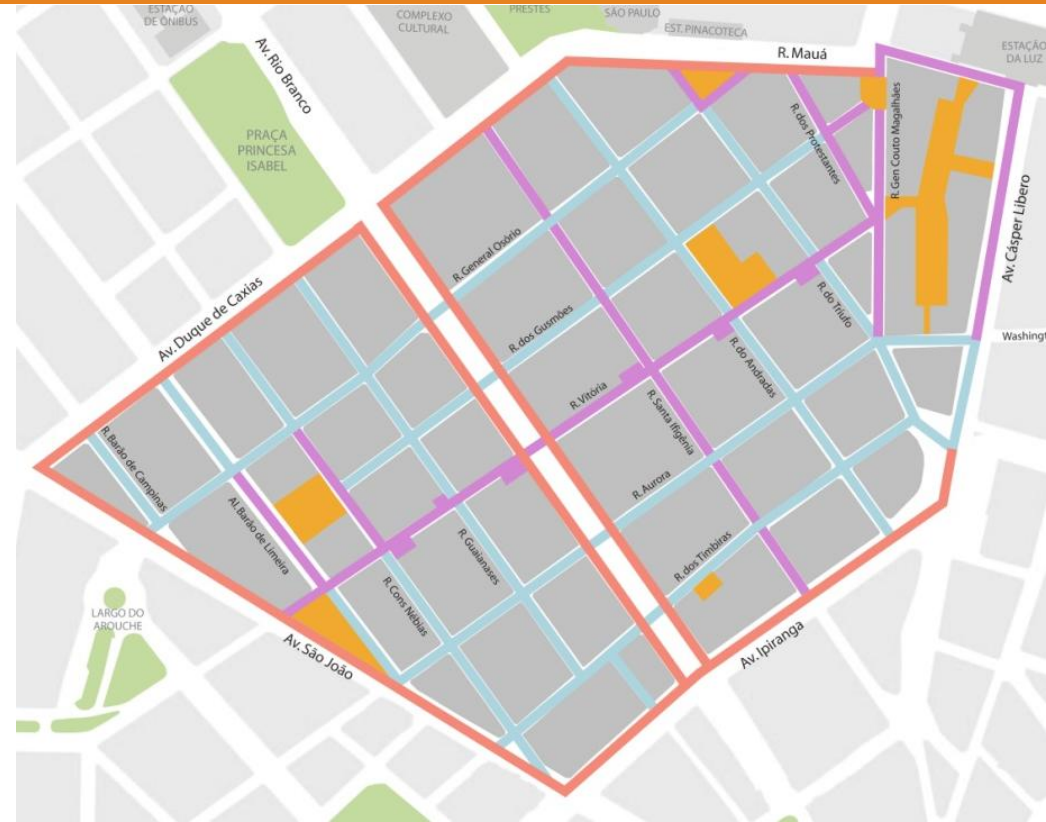 ESTAÇÃO
DE ÔNIBUS
COMPLEXO
CULTURAL
PRESTES
SÃO PAULO
EST. PINACOTECA
R. Mauá
ESTAÇÃO
DA LUZ
Av. Rio Branco
PRAÇA
PRINCESA
ISABEL
R. dos Protestantes
R. Gen Couto Magalhães
Av. Cásper Libero
R. General Osório
Av. Duque de Caxias
R. dos Gusmões
R. do Triufo
R. do Andradas
Washingt
R. Vitória
R. Santa Ifigênia
R. Barão de Campinas
Al. Barão de Limeira
R. Aurora
R. Guaianases
R. dos Timbiras
R. Cons Nébias
LARGO DO
AROUCHE
Av. São João
Av. Ipiranga